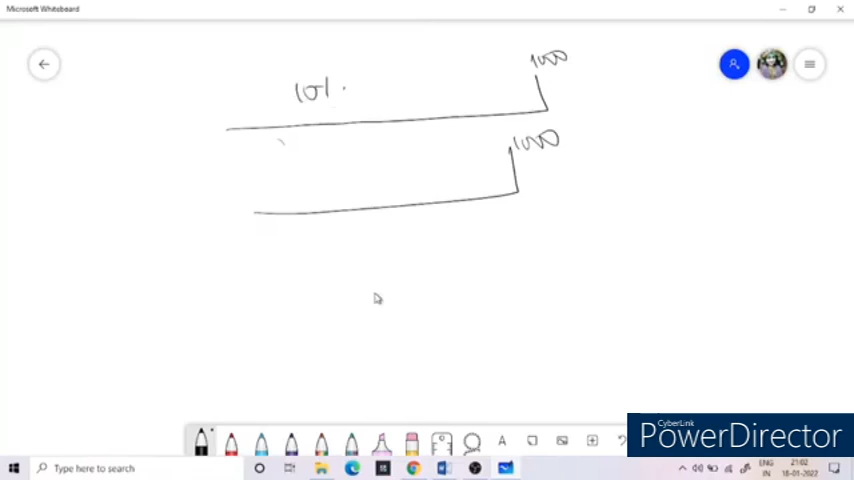 Microsoft Whiteboard
1000
10%.
1000
A
CyberLink
PowerDirector
Type here to search
ENG
21:02
IN
18-01-2022